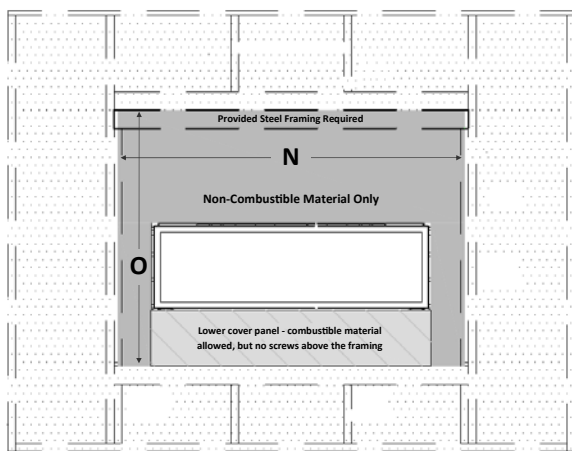 Provided Steel Framing Required
N
Non-Combustible Material Only
O
Lower cover panel - combustible material
allowed, but no screws above the framing